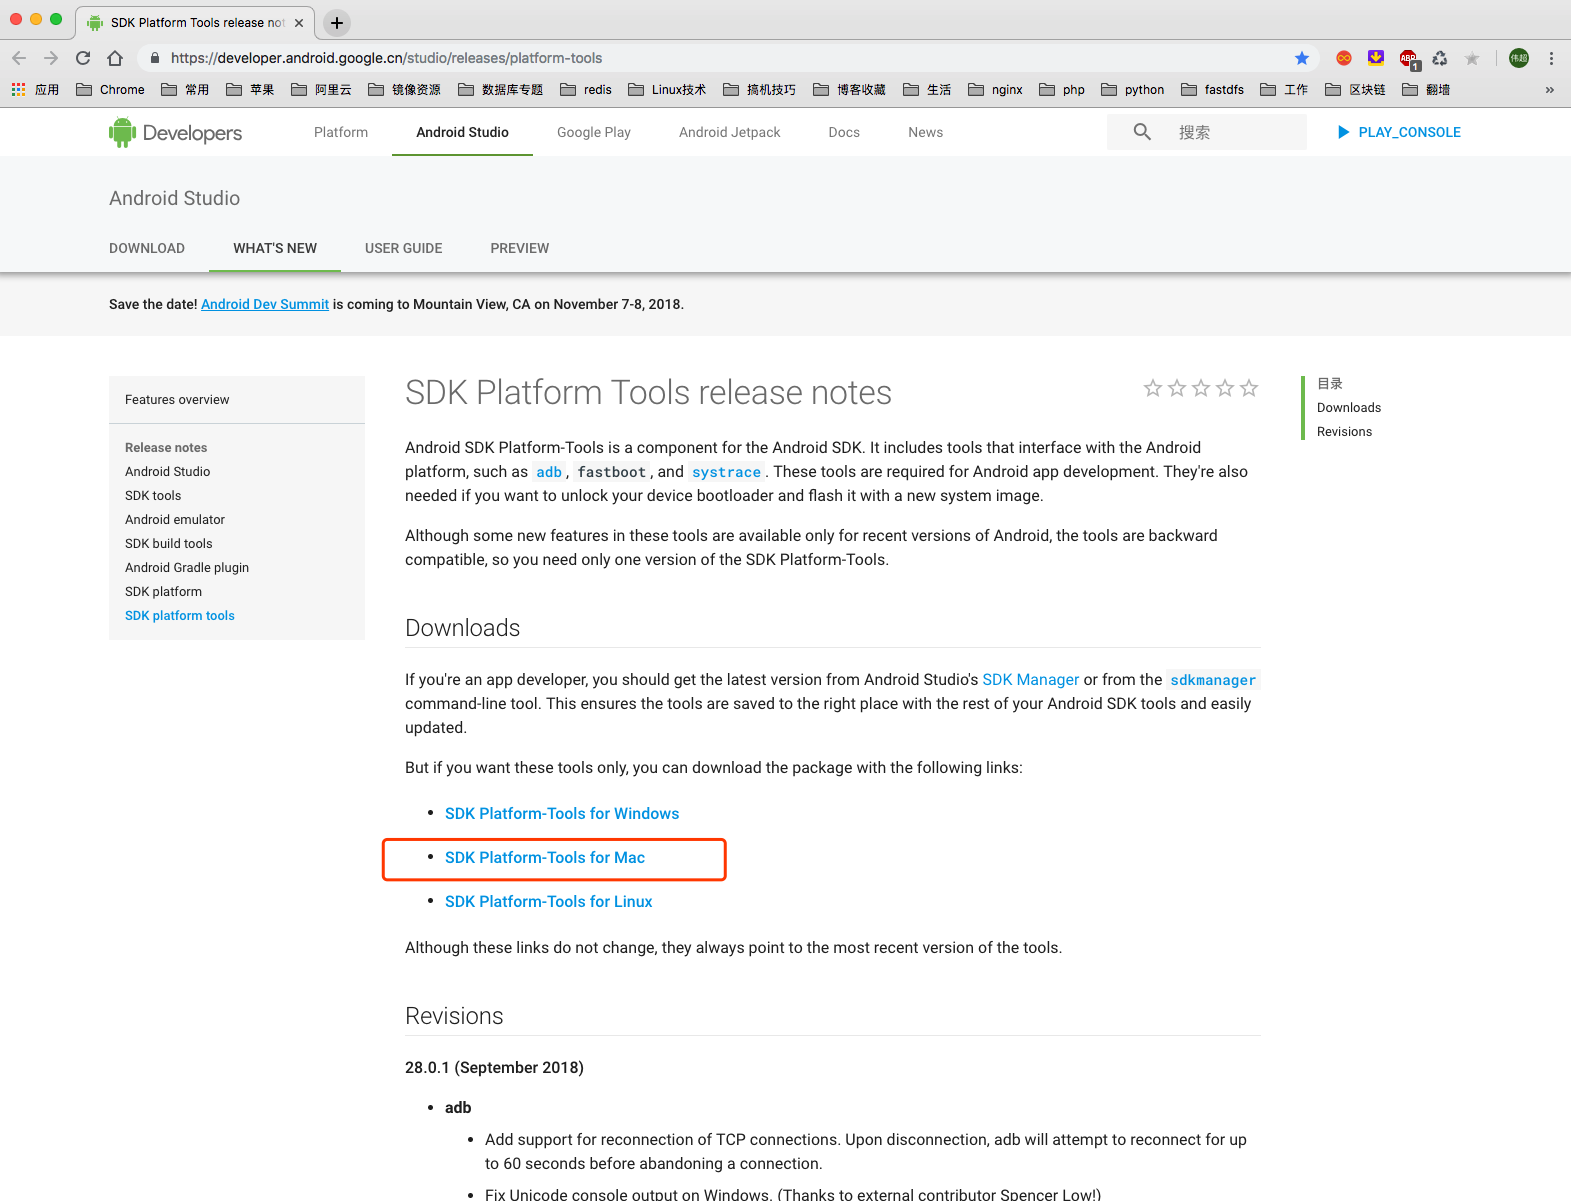 SDK Platform Tools release not
https://developer.android.google.cn/studio/releases/platform-tools
ABP
1
伟超
应用 Chrome 常用 苹果 阿里云 镜像资源 数据库专题 redis Linux技术 搞机技巧 博客收藏 生活 nginx php python fastdfs 工作 区块链 翻墙 »
Developers Platform Android Studio Google Play Android Jetpack Docs News 搜索 PLAY_CONSOLE
Android Studio
DOWNLOAD WHAT'S NEW USER GUIDE PREVIEW
Save the date! Android Dev Summit is coming to Mountain View, CA on November 7-8, 2018.
Features overview
Release notes
Android Studio
SDK tools
Android emulator
SDK build tools
Android Gradle plugin
SDK platform
SDK platform tools
SDK Platform Tools release notes
Android SDK Platform-Tools is a component for the Android SDK. It includes tools that interface with the Android
platform, such as adb, fastboot, and systrace. These tools are required for Android app development. They're also
needed if you want to unlock your device bootloader and flash it with a new system image.
Although some new features in these tools are available only for recent versions of Android, the tools are backward
compatible, so you need only one version of the SDK Platform-Tools.
Downloads
If you're an app developer, you should get the latest version from Android Studio's SDK Manager or from the sdkmanager
command-line tool. This ensures the tools are saved to the right place with the rest of your Android SDK tools and easily
updated.
But if you want these tools only, you can download the package with the following links:
• SDK Platform-Tools for Windows
• SDK Platform-Tools for Mac
• SDK Platform-Tools for Linux
Although these links do not change, they always point to the most recent version of the tools.
Revisions
28.0.1 (September 2018)
• adb
• Add support for reconnection of TCP connections. Upon disconnection, adb will attempt to reconnect for up
to 60 seconds before abandoning a connection.
• Fix Unicode console output on Windows. (Thanks to external contributor Spencer Low!)
目录
Downloads
Revisions